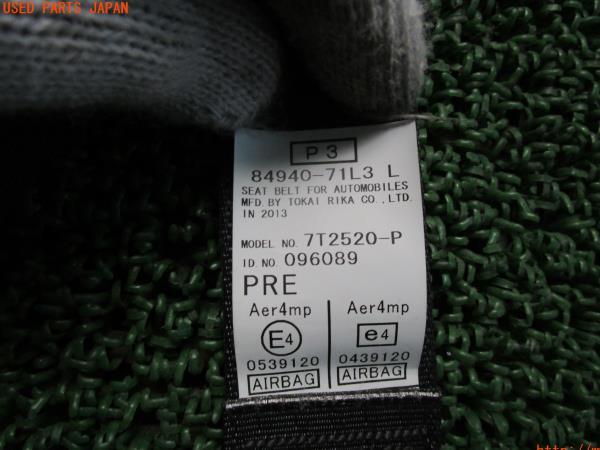 USED PARTS JAPAN
P3
84940-71L3 L
SEAT BELT FOR AUTOMOBILES
MFD. BY TOKAI RIKA CO., LTD.
IN 2013
MODEL NO. 7T2520-P
ID. NO. 096089
PRE
Aer4mp Aer4mp
E4 e4
0539120 0439120
AIRBAG AIRBAG